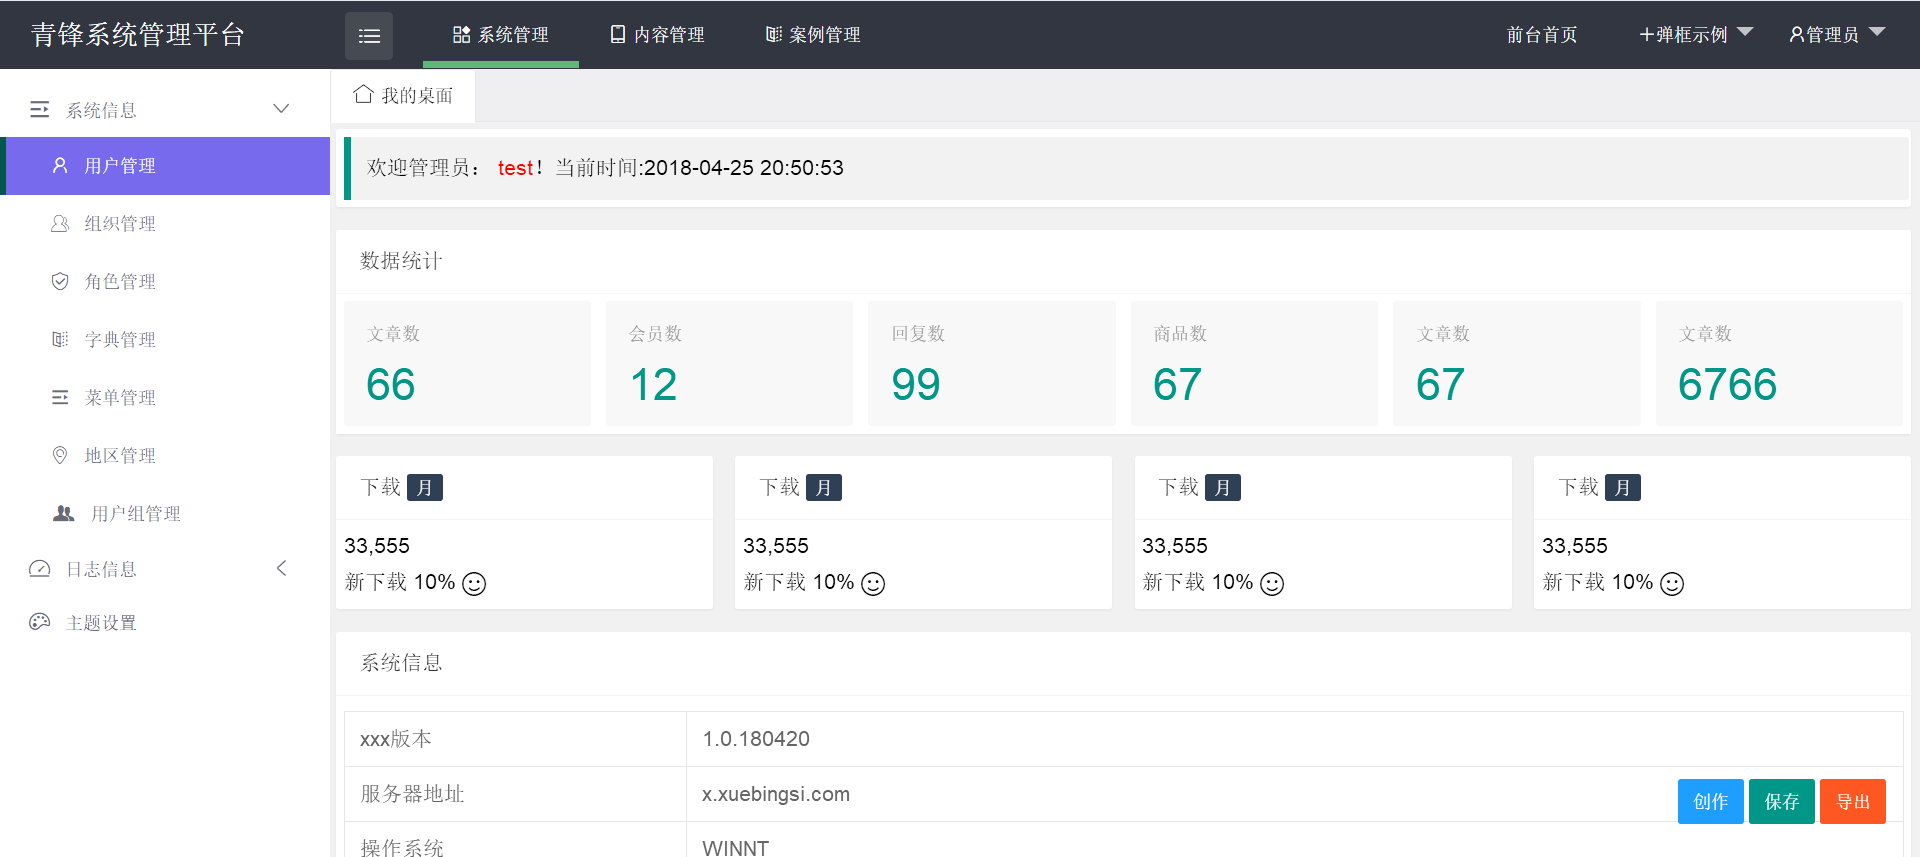 青锋系统管理平台
系统管理
内容管理
案例管理
前台首页
+弹框示例
管理员
系统信息
用户管理
组织管理
角色管理
字典管理
菜单管理
地区管理
用户组管理
日志信息
主题设置
我的桌面
欢迎管理员： test！当前时间:2018-04-25 20:50:53
数据统计
文章数 会员数 回复数 商品数 文章数 文章数
66 12 99 67 67 6766
下载 月 下载 月 下载 月 下载 月
33,555 33,555 33,555 33,555
新下载 10% 新下载 10% 新下载 10% 新下载 10%
系统信息
xxx版本 1.0.180420
服务器地址 x.xuebingsi.com
创作 保存 导出
操作系统 WINNT